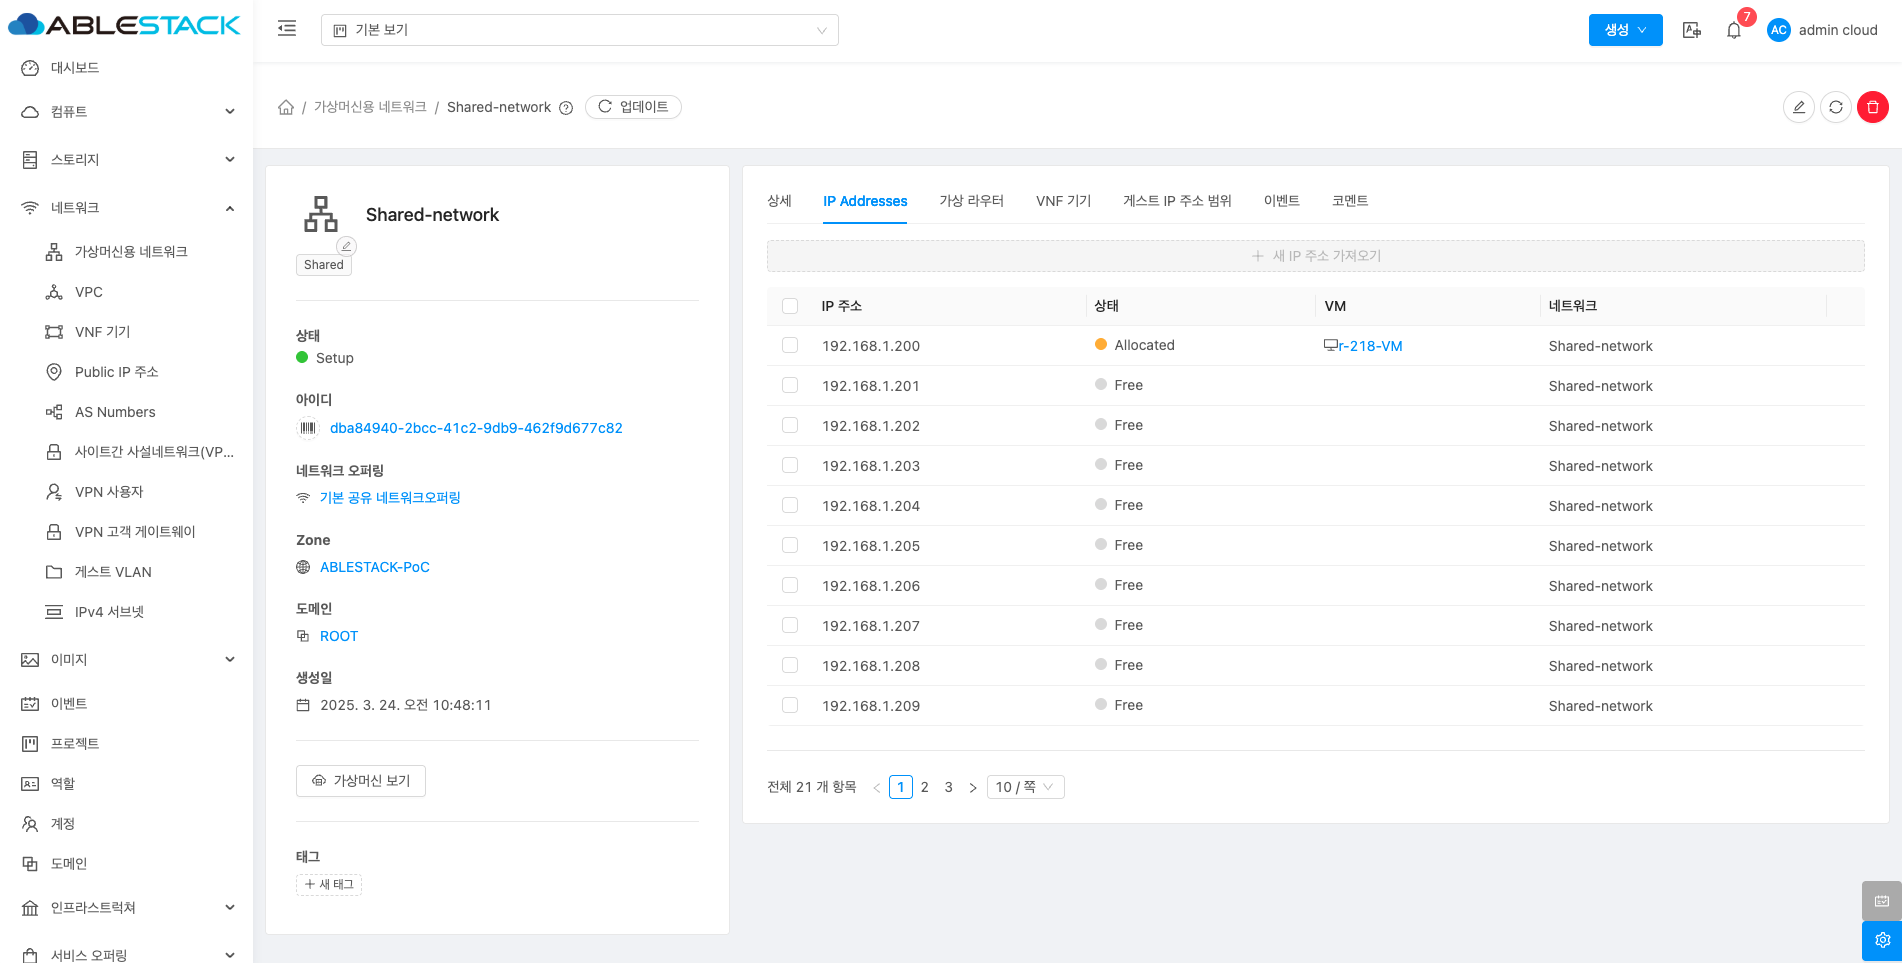 ABLESTACK
기본 보기
생성
7
AC
admin cloud
대시보드
컴퓨트
스토리지
네트워크
가상머신용 네트워크
VPC
VNF 기기
Public IP 주소
AS Numbers
사이트간 사설네트워크(VP...
VPN 사용자
VPN 고객 게이트웨이
게스트 VLAN
IPv4 서브넷
이미지
이벤트
프로젝트
역할
계정
도메인
인프라스트럭쳐
서비스 오퍼링
/ 가상머신용 네트워크 / Shared-network
업데이트
Shared-network
Shared
상태
Setup
아이디
dba84940-2bcc-41c2-9db9-462f9d677c82
네트워크 오퍼링
기본 공유 네트워크오퍼링
Zone
ABLESTACK-PoC
도메인
ROOT
생성일
2025. 3. 24. 오전 10:48:11
가상머신 보기
태그
+ 새 태그
상세 IP Addresses 가상 라우터 VNF 기기 게스트 IP 주소 범위 이벤트 코멘트
+ 새 IP 주소 가져오기
IP 주소 상태 VM 네트워크
192.168.1.200 Allocated r-218-VM Shared-network
192.168.1.201 Free Shared-network
192.168.1.202 Free Shared-network
192.168.1.203 Free Shared-network
192.168.1.204 Free Shared-network
192.168.1.205 Free Shared-network
192.168.1.206 Free Shared-network
192.168.1.207 Free Shared-network
192.168.1.208 Free Shared-network
192.168.1.209 Free Shared-network
전체 21 개 항목 < 1 2 3 > 10 / 쪽